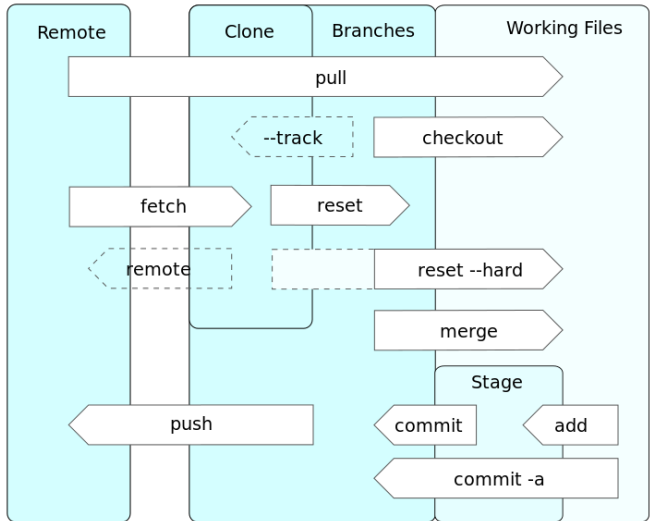 Remote
Clone
Branches
Working Files
pull
--track
checkout
fetch
reset
remote
reset --hard
merge
Stage
push
commit
add
commit -a